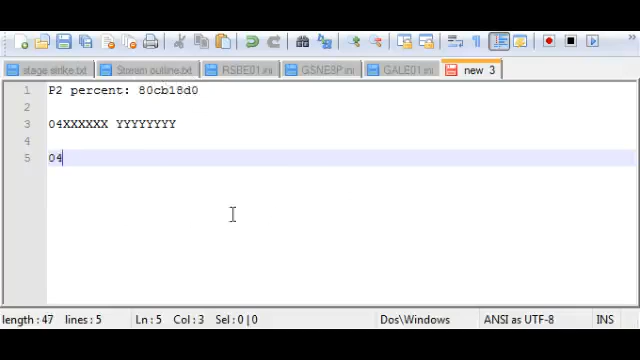 stage strike.txt
Stream outline.txt
RSBE01.ini
GSNE8P.ini
GALE01.ini
new 3
1 P2 percent: 80cb18d0
2
3 04XXXXXX YYYYYYYY
4
5 04
length : 47 lines : 5
Ln : 5 Col : 3 Sel : 0 | 0
Dos\Windows
ANSI as UTF-8
INS